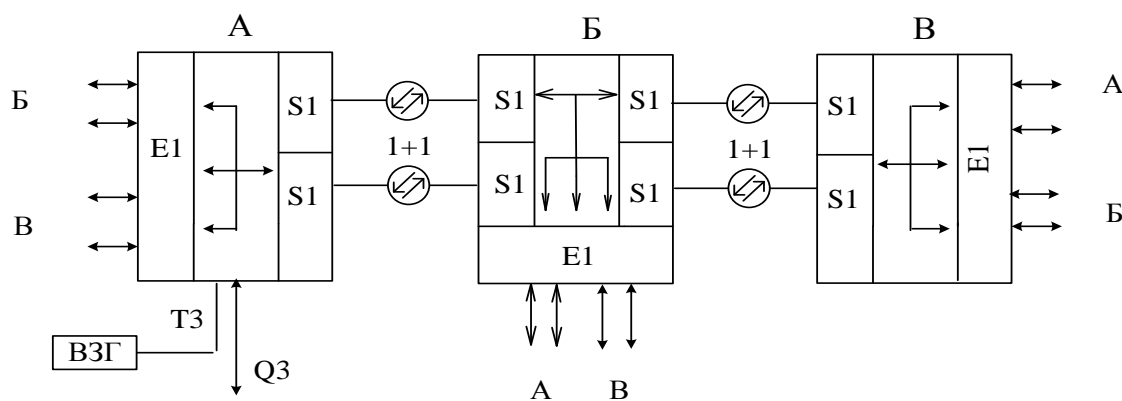 А Б В
Б S1 S1 S1 S1 А
E1 1+1 1+1 E1
В S1 S1 S1 S1 Б
E1
T3
ВЗГ Q3
А В